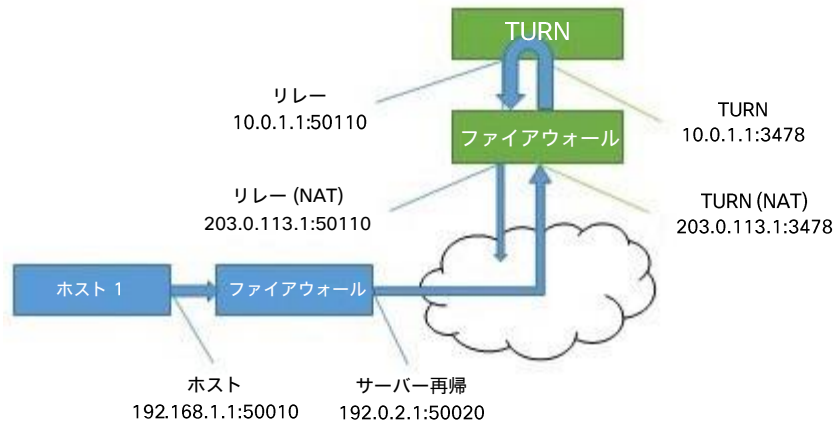 TURN
リレー
10.0.1.1:50110
TURN
10.0.1.1:3478
ファイアウォール
リレー (NAT)
203.0.113.1:50110
TURN (NAT)
203.0.113.1:3478
ホスト 1
ファイアウォール
ホスト
192.168.1.1:50010
サーバー再帰
192.0.2.1:50020